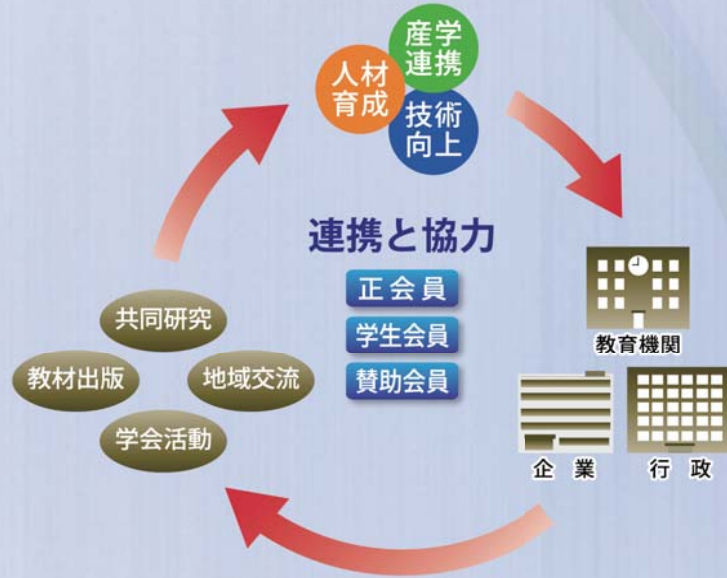 産学
連携
人材
育成
技術
向上
連携と協力
正会員
学生会員
賛助会員
教育機関
企業
行政
共同研究
教材出版
地域交流
学会活動